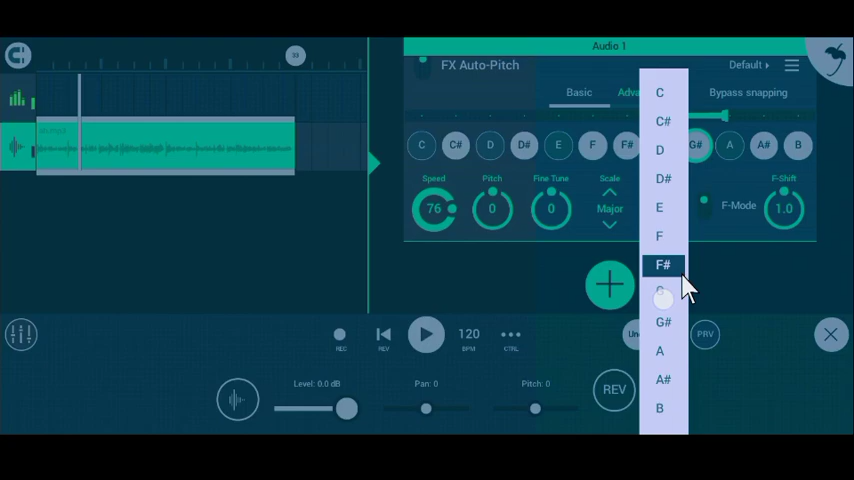 33
Audio 1
FX Auto-Pitch
Default
Basic
Bypass snapping
C
C#
D
D#
E
F
F#
G#
A
A#
B
Speed
Pitch
Fine Tune
Scale
F-Shift
76
0
0
Major
F-Mode
1.0
C
C#
D
D#
E
F
F#
G
G#
A
A#
B
REC
REV
120
BPM
CTRL
PRV
Level: 0.0 dB
Pan: 0
Pitch: 0
REV